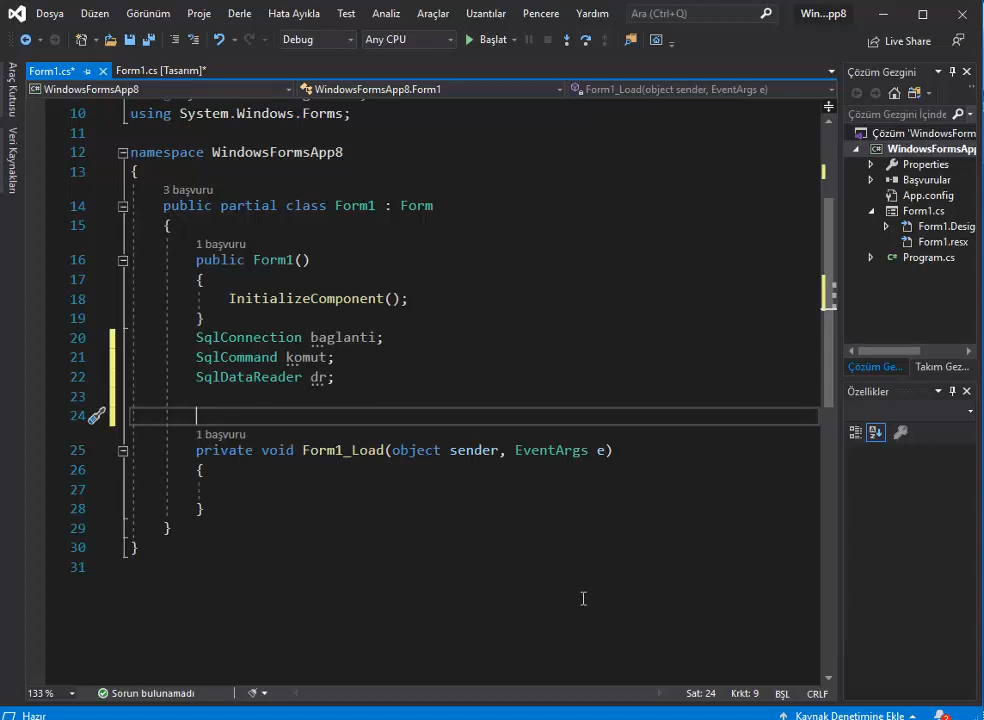 Dosya Düzen Görünüm Proje Derle Hata Ayıkla Test Analiz Araçlar Uzantılar Pencere Yardım Ara (Ctrl+Q) Win...pp8
Debug Any CPU Başlat Live Share
Form1.cs* Form1.cs [Tasarım]*
WindowsFormsApp8 WindowsFormsApp8.Form1 Form1_Load(object sender, EventArgs e)
Araç Kutusu
Veri Kaynakları
10 using System.Windows.Forms;
11
12 namespace WindowsFormsApp8
13 {
3 başvuru
14 public partial class Form1 : Form
15 {
1 başvuru
16 public Form1()
17 {
18 InitializeComponent();
19 }
20 SqlConnection baglanti;
21 SqlCommand komut;
22 SqlDataReader dr;
23
24
1 başvuru
25 private void Form1_Load(object sender, EventArgs e)
26 {
27
28 }
29 }
30 }
31
133 % Sorun bulunamadı Sat: 24 Krkt: 9 BŞL CRLF
Çözüm Gezgini
Çözüm Gezgini İçinde
Çözüm 'WindowsForm
WindowsFormsAp
Properties
Başvurular
App.config
Form1.cs
Form1.Desig
Form1.resx
Program.cs
Çözüm Ge... Takım Gez...
Özellikler
Hazır Kaynak Denetimine Ekle 2